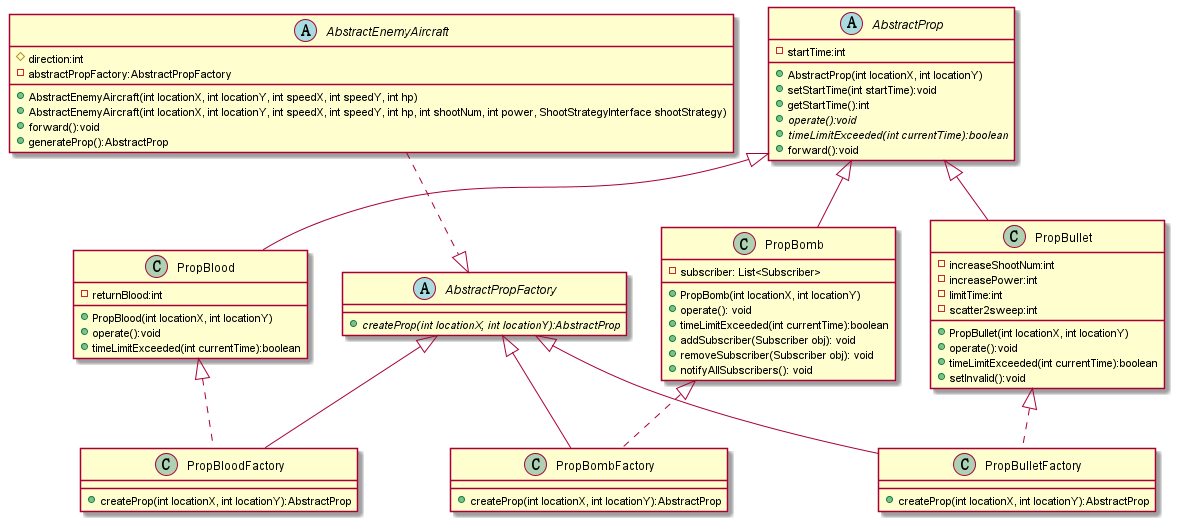 A AbstractEnemyAircraft
direction:int
abstractPropFactory:AbstractPropFactory
AbstractEnemyAircraft(int locationX, int locationY, int speedX, int speedY, int hp)
AbstractEnemyAircraft(int locationX, int locationY, int speedX, int speedY, int hp, int shootNum, int power, ShootStrategyInterface shootStrategy)
forward():void
generateProp():AbstractProp
A AbstractProp
startTime:int
AbstractProp(int locationX, int locationY)
setStartTime(int startTime):void
getStartTime():int
operate():void
timeLimitExceeded(int currentTime):boolean
forward():void
C PropBlood
returnBlood:int
PropBlood(int locationX, int locationY)
operate():void
timeLimitExceeded(int currentTime):boolean
A AbstractPropFactory
createProp(int locationX, int locationY):AbstractProp
C PropBomb
subscriber: List<Subscriber>
PropBomb(int locationX, int locationY)
operate(): void
timeLimitExceeded(int currentTime):boolean
addSubscriber(Subscriber obj): void
removeSubscriber(Subscriber obj): void
notifyAllSubscribers(): void
C PropBullet
increaseShootNum:int
increasePower:int
limitTime:int
scatter2sweep:int
PropBullet(int locationX, int locationY)
operate():void
timeLimitExceeded(int currentTime):boolean
setInvalid():void
C PropBloodFactory
createProp(int locationX, int locationY):AbstractProp
C PropBombFactory
createProp(int locationX, int locationY):AbstractProp
C PropBulletFactory
createProp(int locationX, int locationY):AbstractProp